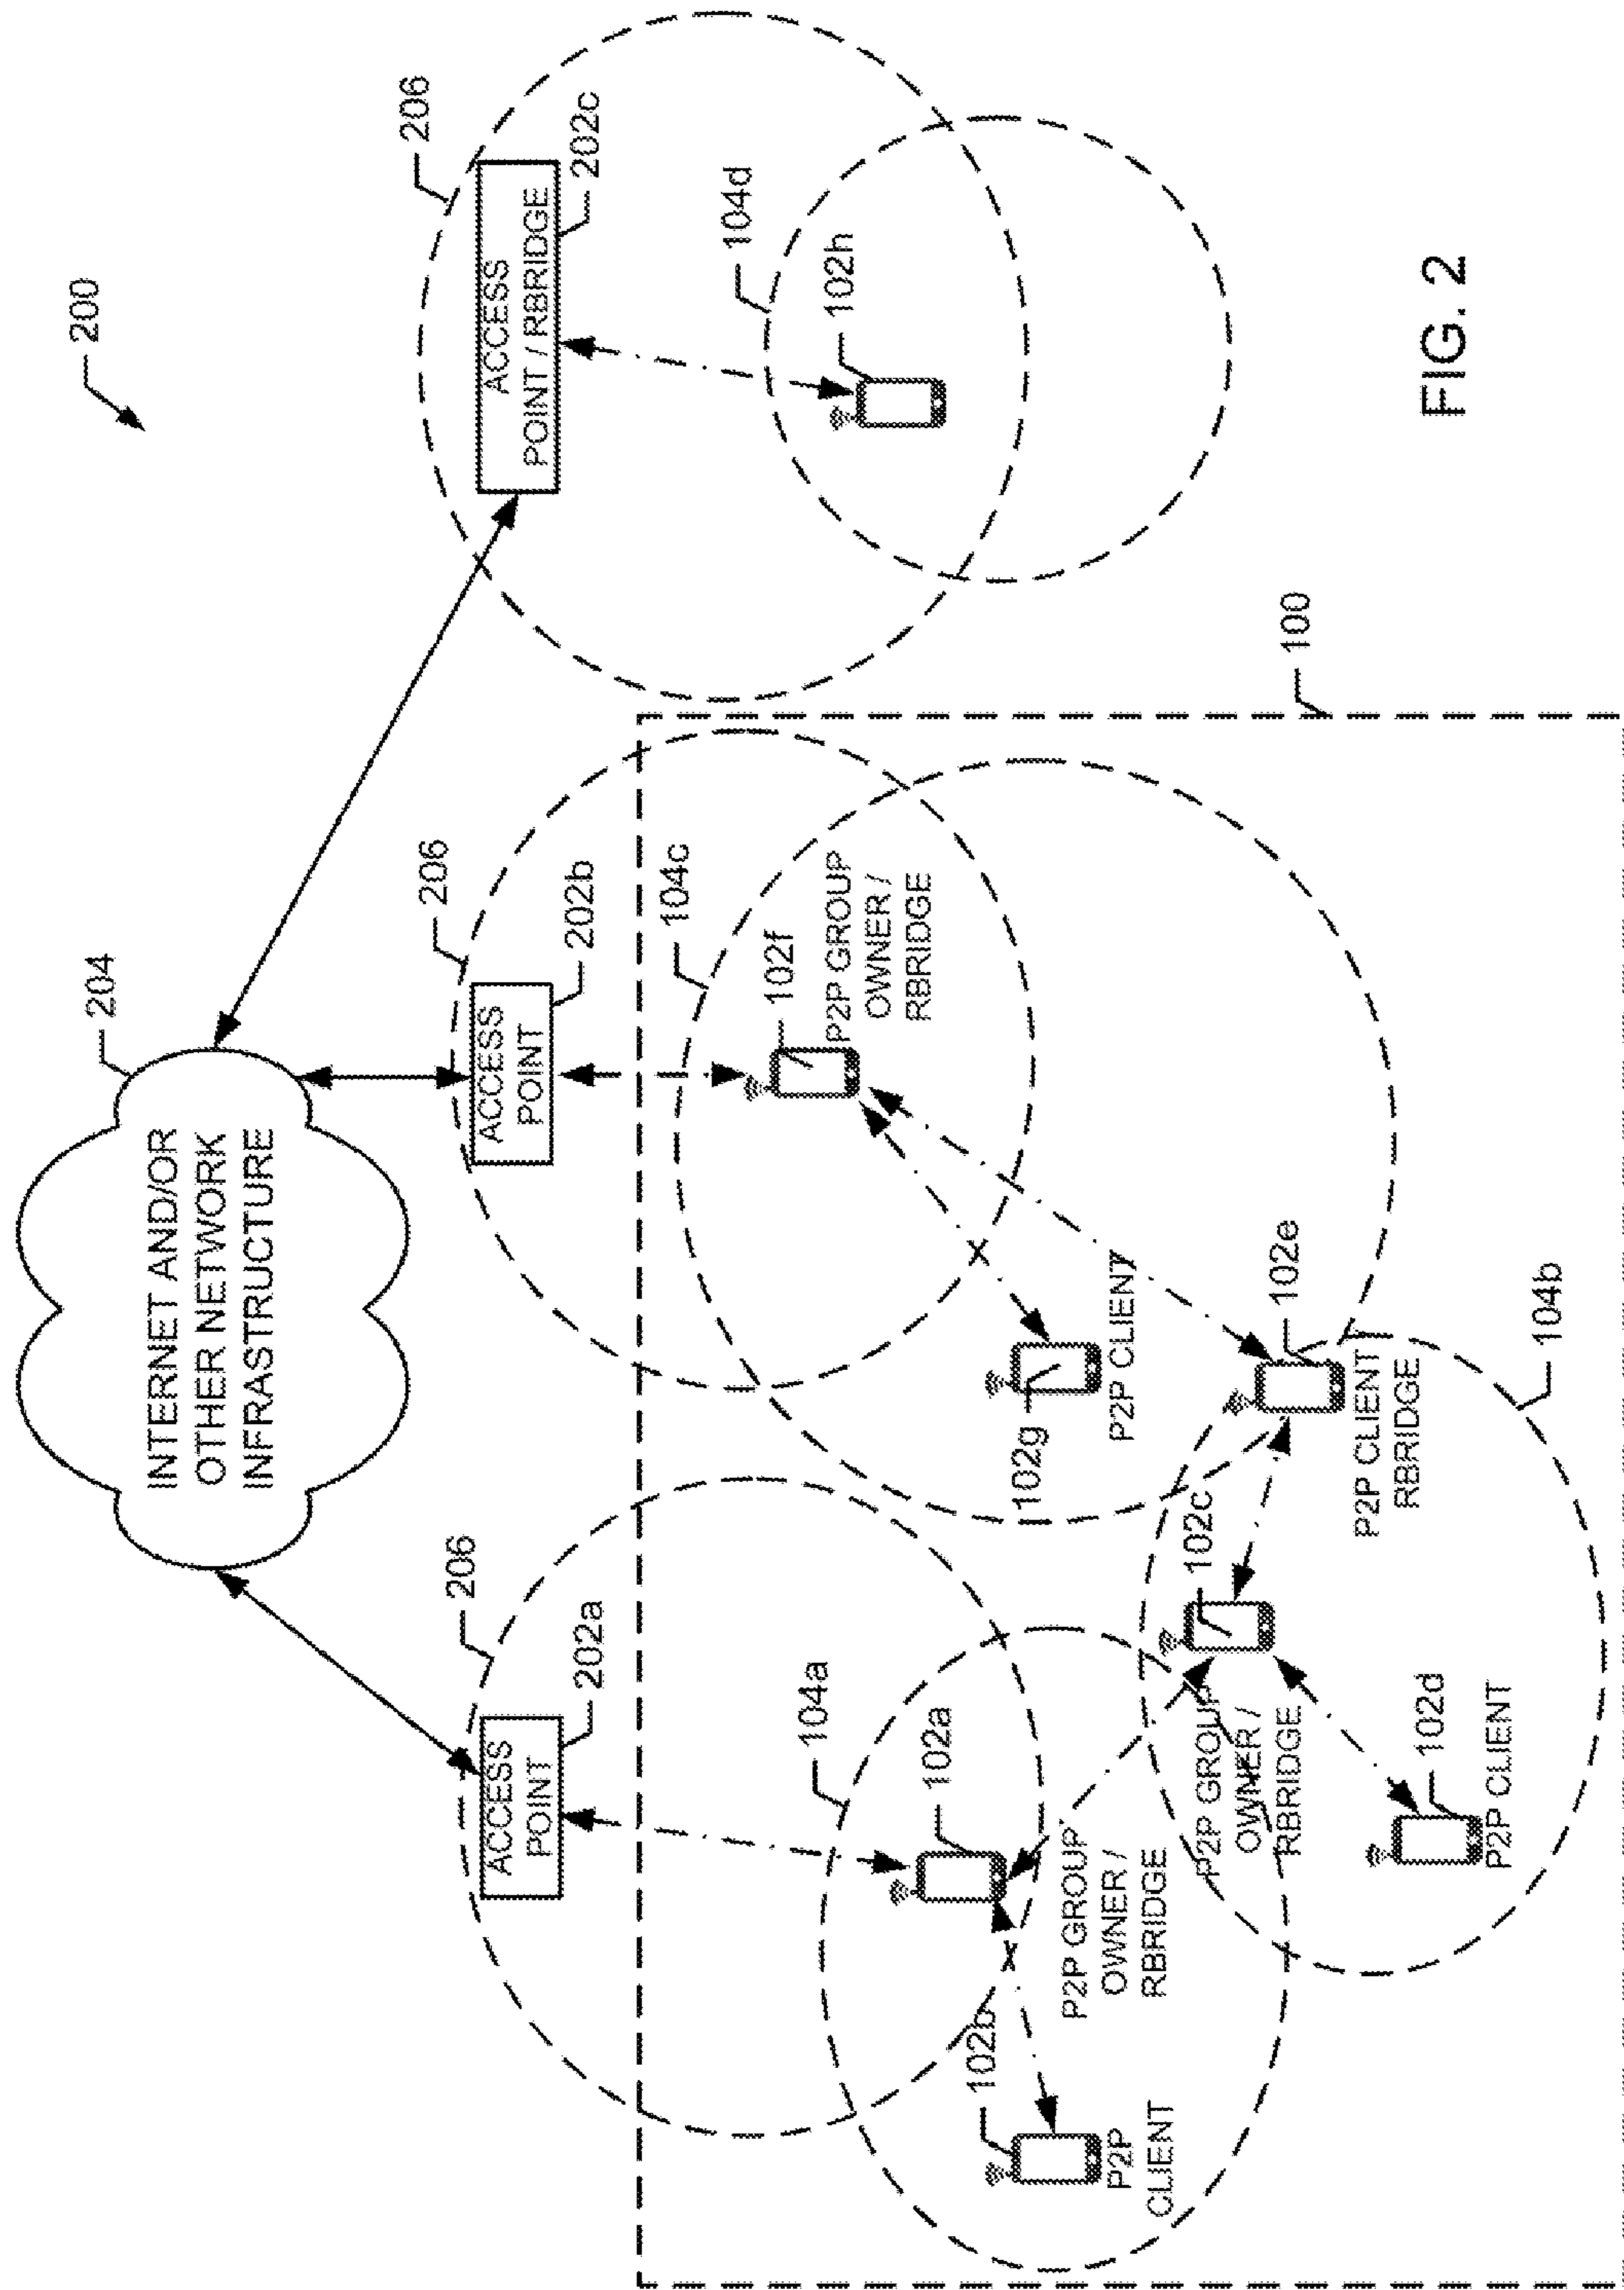 200
INTERNET AND/OR
OTHER NETWORK
INFRASTRUCTURE
204
206
ACCESS
POINT
202a
206
ACCESS
POINT
202b
206
ACCESS
POINT / RBRIDGE
202c
104a
102a
P2P GROUP
OWNER /
RBRIDGE
102b
P2P
CLIENT
104c
102f
P2P GROUP
OWNER /
RBRIDGE
102g
P2P CLIENT
104d
102h
102c
P2P GROUP
OWNER /
RBRIDGE
102d
P2P CLIENT
102e
P2P CLIENT /
RBRIDGE
104b
100
FIG. 2